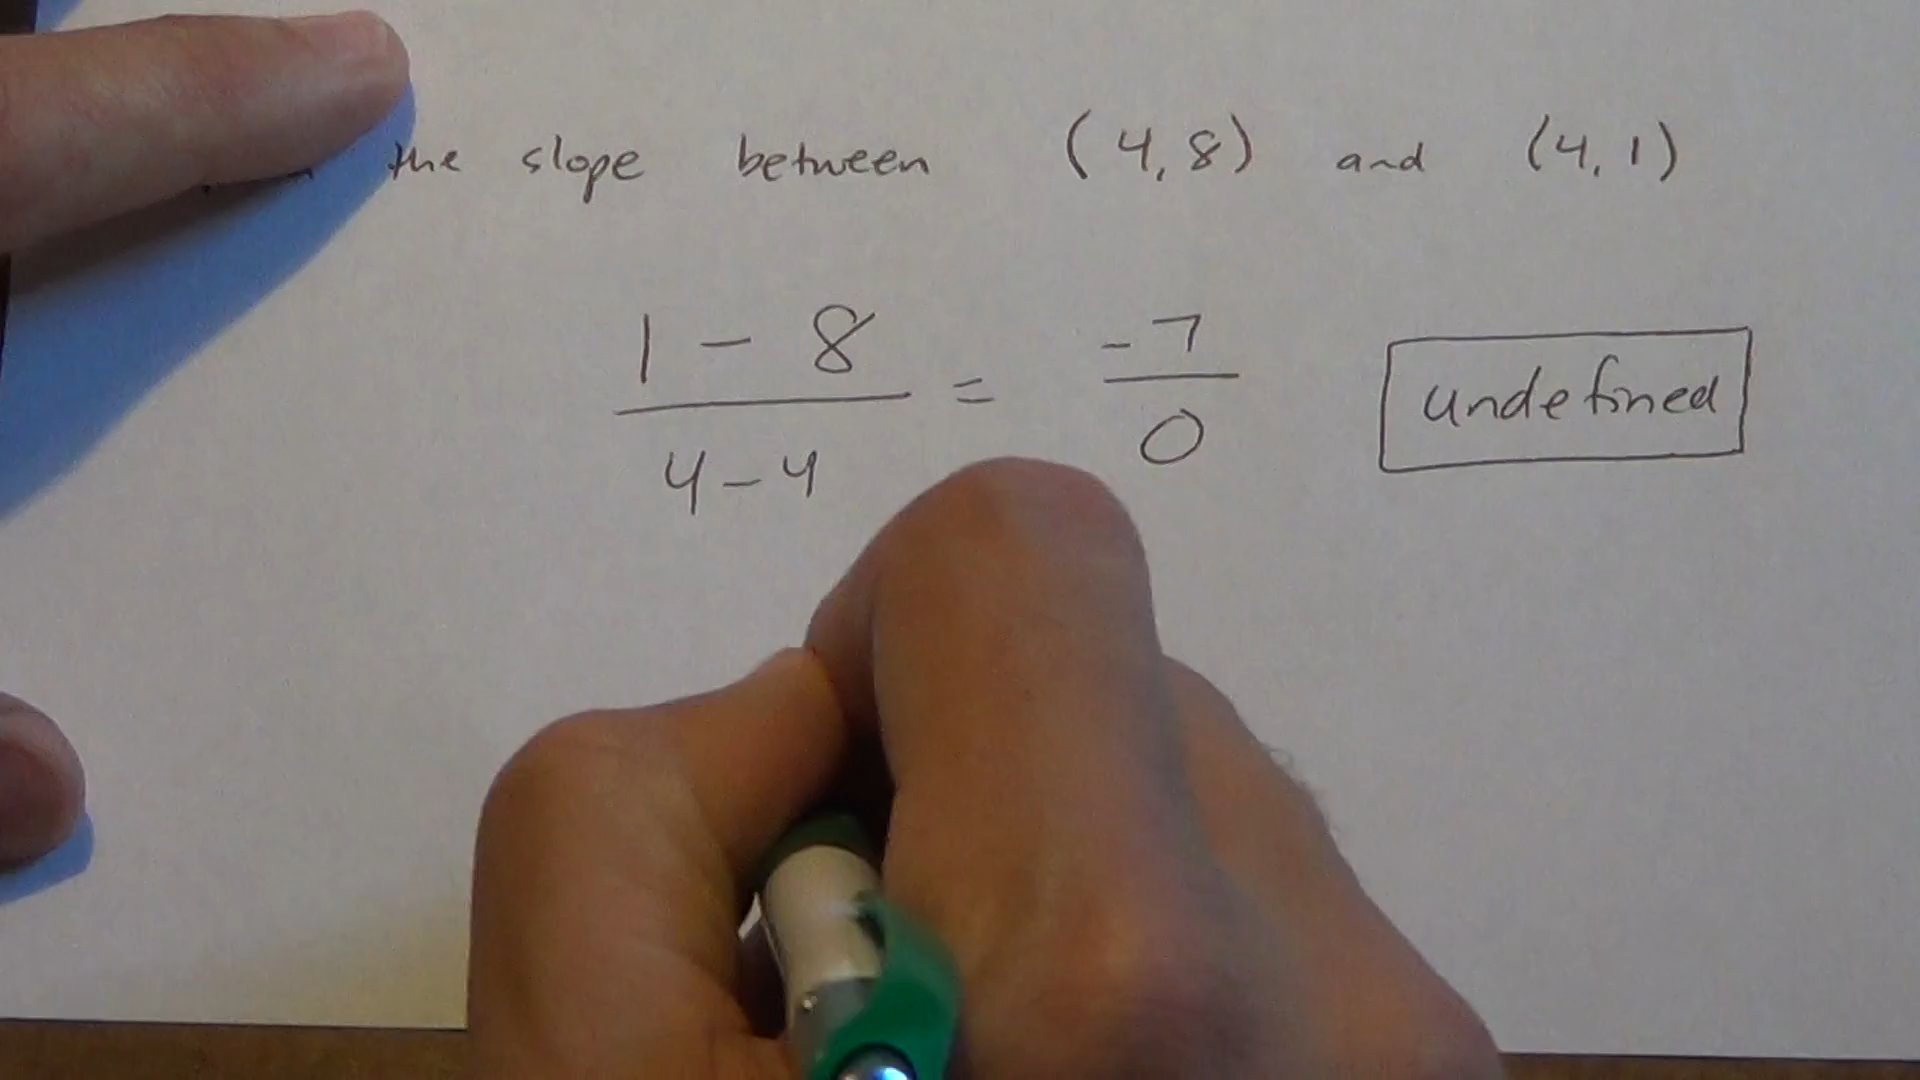 the slope between (4,8) and (4,1)
1 - 8 = -7 undefined
4-4 0